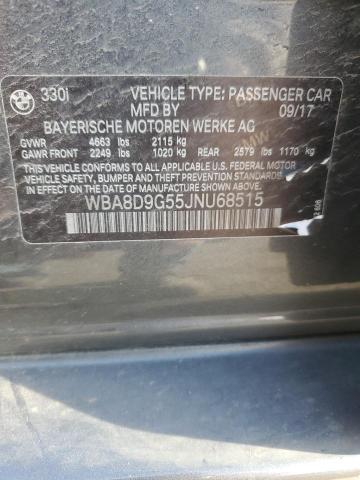 330i VEHICLE TYPE: PASSENGER CAR
MFD BY 09/17
BAYERISCHE MOTOREN WERKE AG
GVWR 4663 lbs 2115 kg
GAWR FRONT 2249 lbs 1020 kg REAR 2579 lbs 1170 kg
THIS VEHICLE CONFORMS TO ALL APPLICABLE U.S. FEDERAL MOTOR
VEHICLE SAFETY, BUMPER, AND THEFT PREVENTION STANDARDS
IN EFFECT ON THE DATE OF MANUFACTURE SHOWN ABOVE.
WBA8D9G55JNU68515